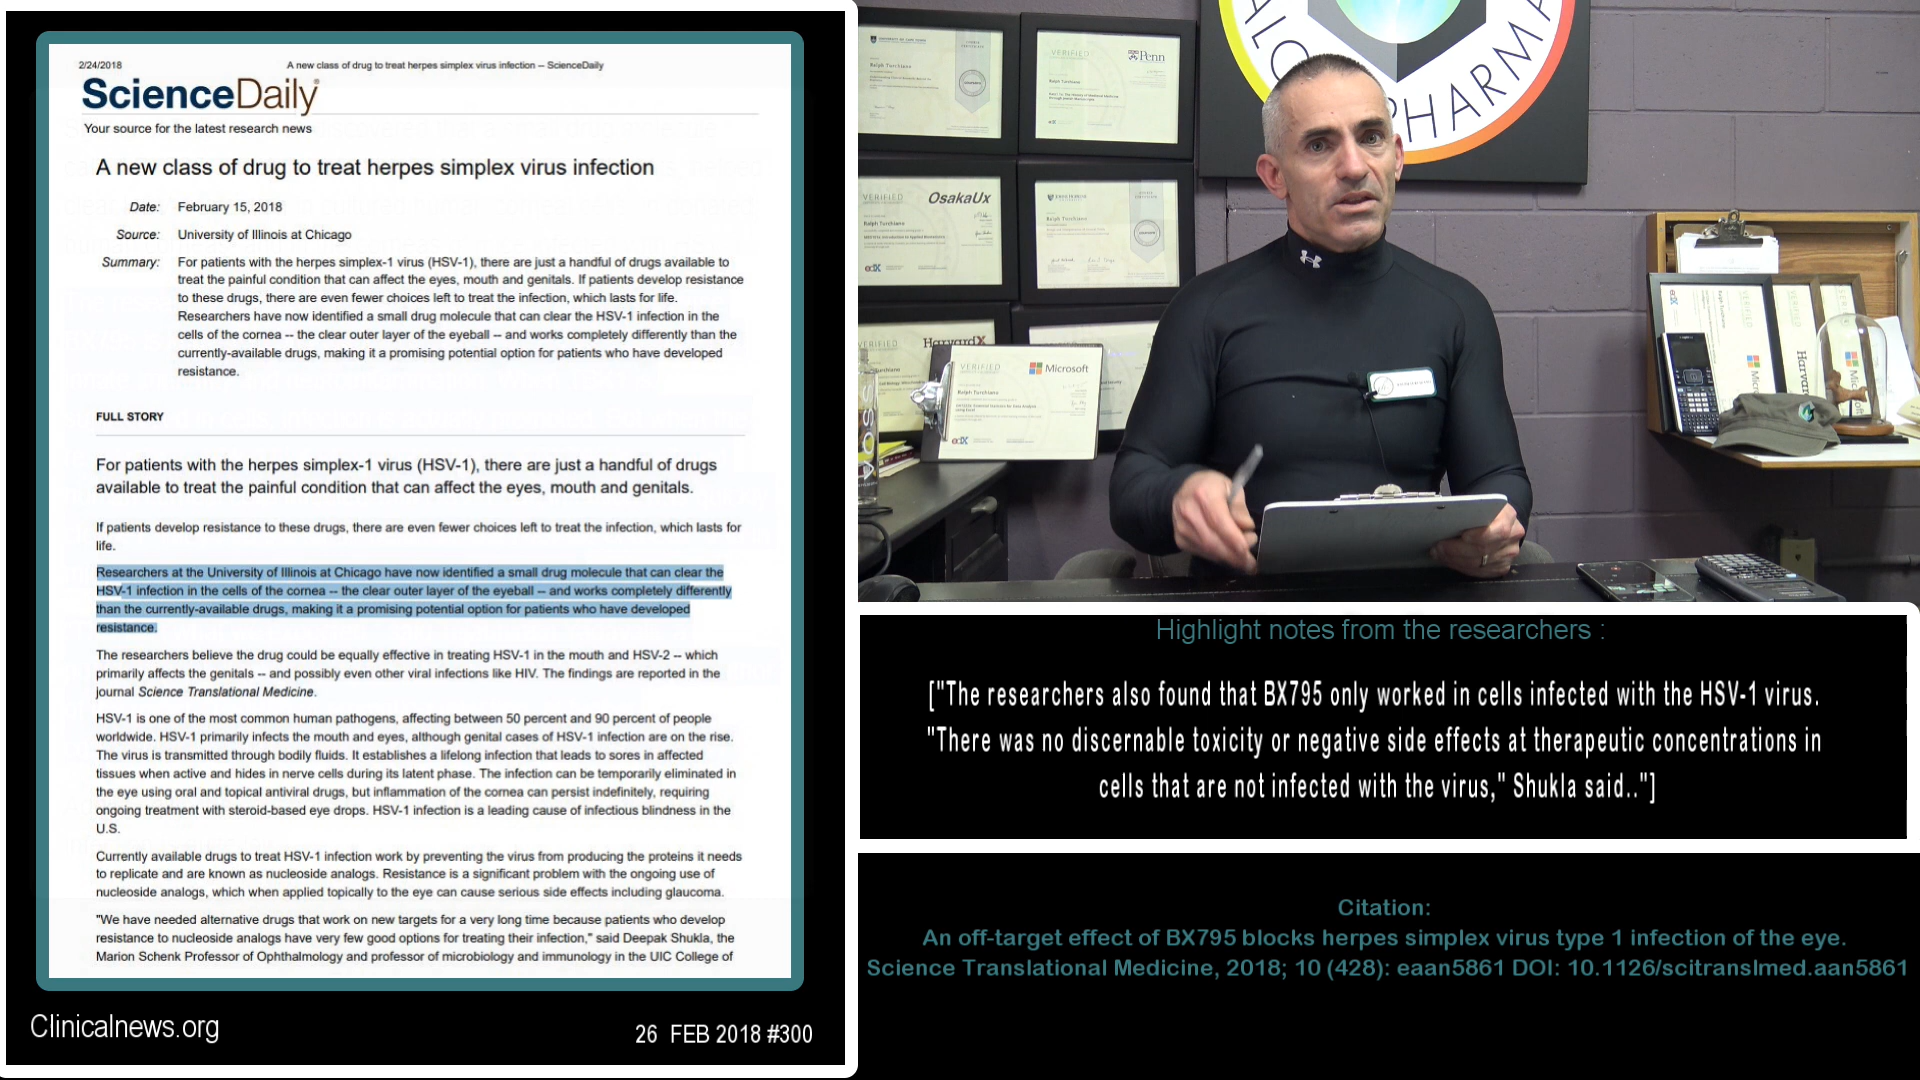 2/24/2018
A new class of drug to treat herpes simplex virus infection -- ScienceDaily
ScienceDaily
Your source for the latest research news
A new class of drug to treat herpes simplex virus infection
Date: February 15, 2018
Source: University of Illinois at Chicago
Summary: For patients with the herpes simplex-1 virus (HSV-1), there are just a handful of drugs available to
treat the painful condition that can affect the eyes, mouth and genitals. If patients develop resistance
to these drugs, there are even fewer choices left to treat the infection, which lasts for life.
Researchers have now identified a small drug molecule that can clear the HSV-1 infection in the
cells of the cornea -- the clear outer layer of the eyeball -- and works completely differently than the
currently-available drugs, making it a promising potential option for patients who have developed
resistance.
FULL STORY
For patients with the herpes simplex-1 virus (HSV-1), there are just a handful of drugs
available to treat the painful condition that can affect the eyes, mouth and genitals.
If patients develop resistance to these drugs, there are even fewer choices left to treat the infection, which lasts for
life.
Researchers at the University of Illinois at Chicago have now identified a small drug molecule that can clear the
HSV-1 infection in the cells of the cornea -- the clear outer layer of the eyeball -- and works completely differently
than the currently-available drugs, making it a promising potential option for patients who have developed
resistance.
The researchers believe the drug could be equally effective in treating HSV-1 in the mouth and HSV-2 -- which
primarily affects the genitals -- and possibly even other viral infections like HIV. The findings are reported in the
journal Science Translational Medicine.
HSV-1 is one of the most common human pathogens, affecting between 50 percent and 90 percent of people
worldwide. HSV-1 primarily infects the mouth and eyes, although genital cases of HSV-1 infection are on the rise.
The virus is transmitted through bodily fluids. It establishes a lifelong infection that leads to sores in affected
tissues when active and hides in nerve cells during its latent phase. The infection can be temporarily eliminated in
the eye using oral and topical antiviral drugs, but inflammation of the cornea can persist indefinitely, requiring
ongoing treatment with steroid-based eye drops. HSV-1 infection is a leading cause of infectious blindness in the
U.S.
Currently available drugs to treat HSV-1 infection work by preventing the virus from producing the proteins it needs
to replicate and are known as nucleoside analogs. Resistance is a significant problem with the ongoing use of
nucleoside analogs, which when applied topically to the eye can cause serious side effects including glaucoma.
"We have needed alternative drugs that work on new targets for a very long time because patients who develop
resistance to nucleoside analogs have very few good options for treating their infection," said Deepak Shukla, the
Marion Schenk Professor of Ophthalmology and professor of microbiology and immunology in the UIC College of
Clinicalnews.org
26 FEB 2018 #300
PHARMA
VERIFIED
Penn
Ralph Turchiano
Ralph Turchiano
VERIFIED
OsakaUx
Ralph Turchiano
edX
Ralph Turchiano
HarvardX
VERIFIED
Microsoft
Ralph Turchiano
edX
Highlight notes from the researchers :
["The researchers also found that BX795 only worked in cells infected with the HSV-1 virus.
"There was no discernable toxicity or negative side effects at therapeutic concentrations in
cells that are not infected with the virus," Shukla said.."]
Citation:
An off-target effect of BX795 blocks herpes simplex virus type 1 infection of the eye.
Science Translational Medicine, 2018; 10 (428): eaan5861 DOI: 10.1126/scitranslmed.aan5861